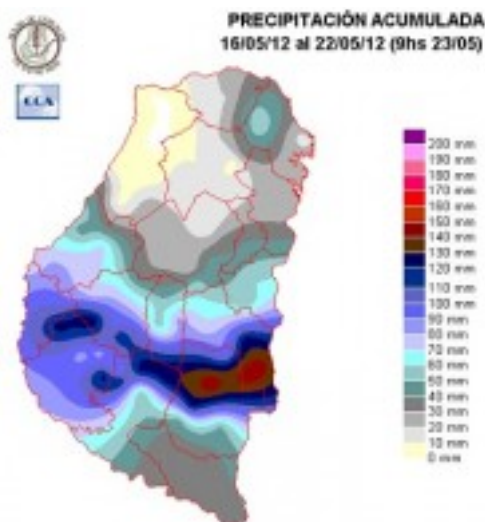 PRECIPITACIÓN ACUMULADA
16/05/12 al 22/05/12 (9hs 23/05)
CCA
200 mm
190 mm
180 mm
170 mm
160 mm
150 mm
140 mm
130 mm
120 mm
110 mm
100 mm
90 mm
80 mm
70 mm
60 mm
50 mm
40 mm
30 mm
20 mm
10 mm
0 mm